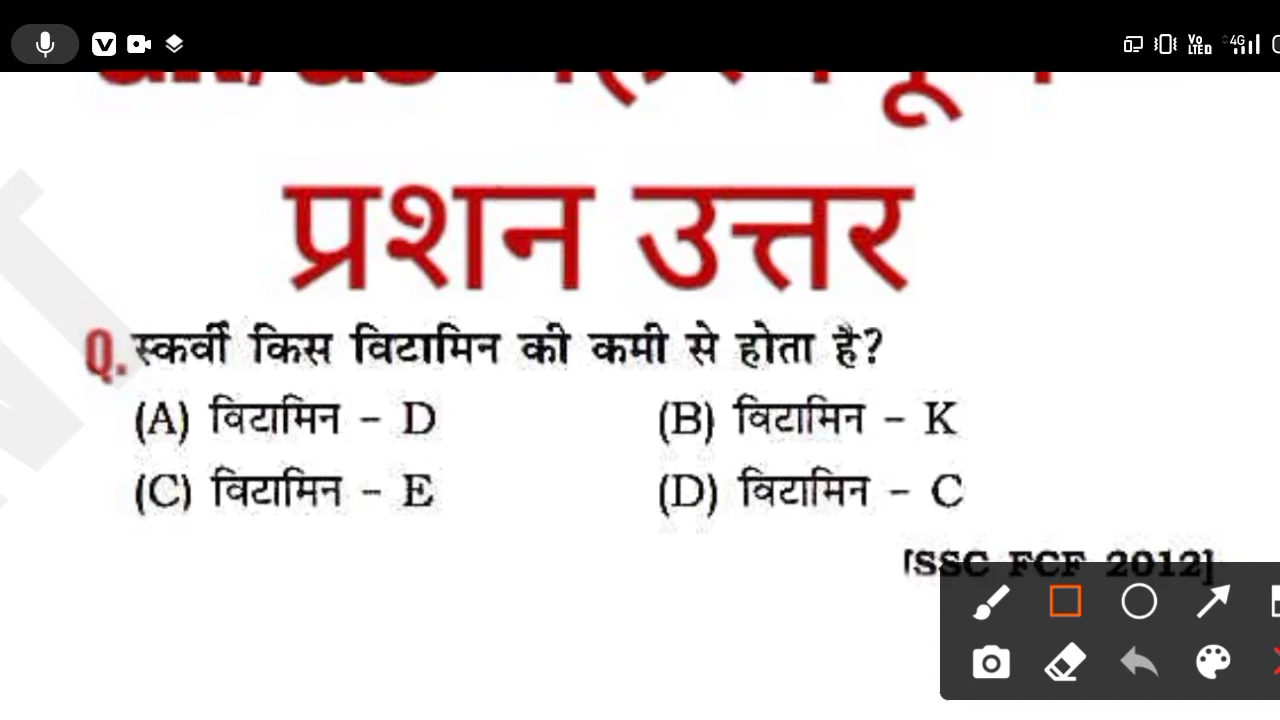 प्रशन उत्तर
Q. स्कर्वी किस विटामिन की कमी से होता है?
(A) विटामिन - D (B) विटामिन - K
(C) विटामिन - E (D) विटामिन - C
[SSC FCF 2012]